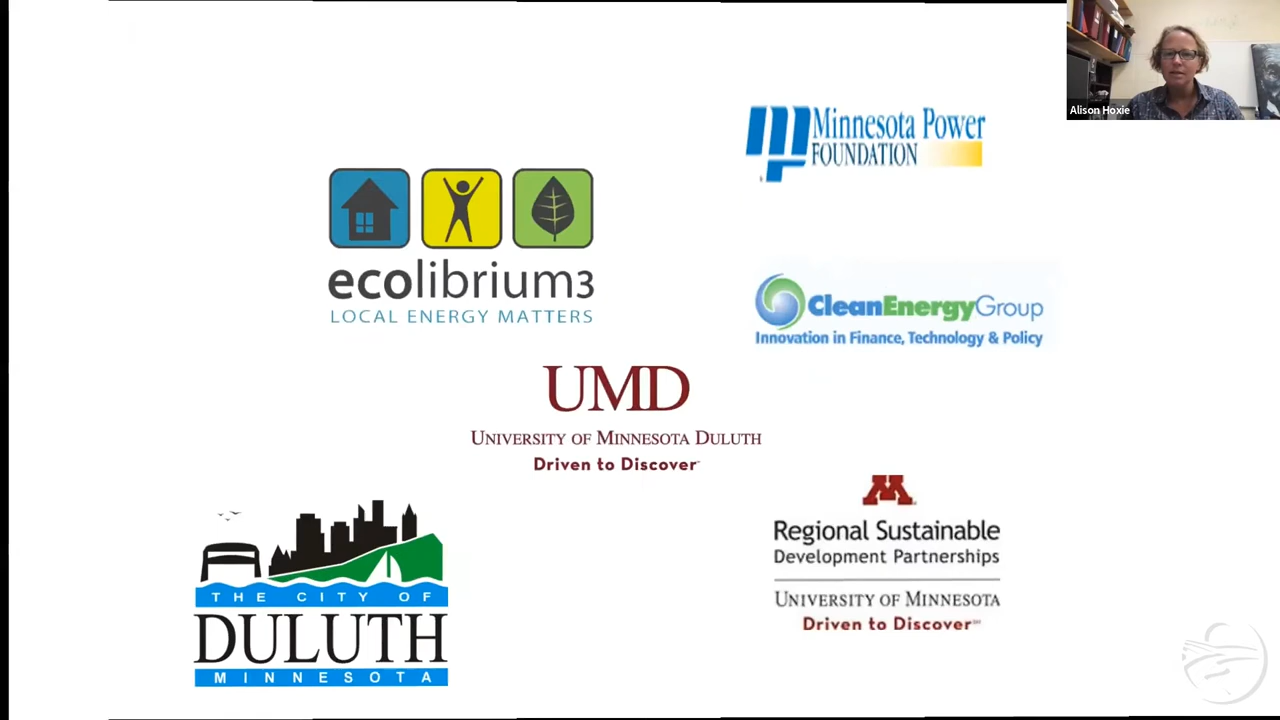 Alison Hoxie
Minnesota Power
FOUNDATION
ecolibrium3
LOCAL ENERGY MATTERS
CleanEnergyGroup
Innovation in Finance, Technology & Policy
UMD
UNIVERSITY OF MINNESOTA DULUTH
Driven to Discover
M
Regional Sustainable
Development Partnerships
UNIVERSITY OF MINNESOTA
Driven to Discover
THE CITY OF
DULUTH
MINNESOTA